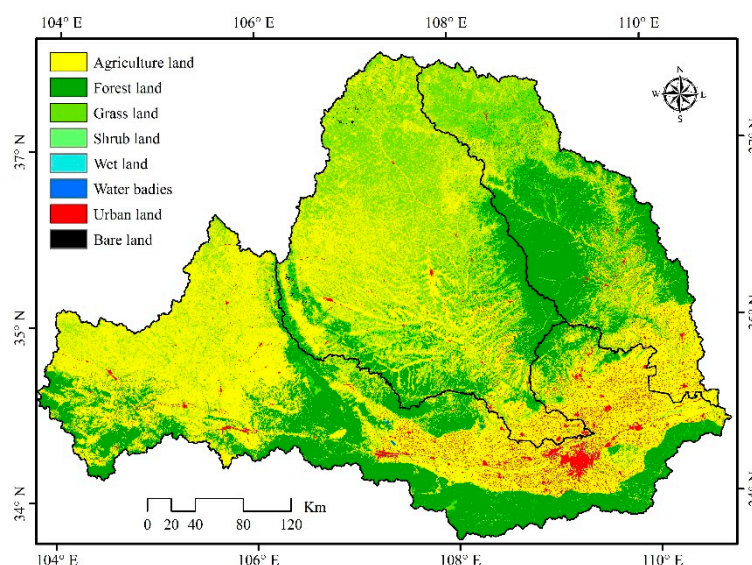 104° E 106° E 108° E 110° E
Agriculture land
Forest land
Grass land
Shrub land
Wet land
Water badies
Urban land
Bare land
N
W E
S
37° N
35° N
34° N
Km
0 20 40 80 120
104° E 106° E 108° E 110° E